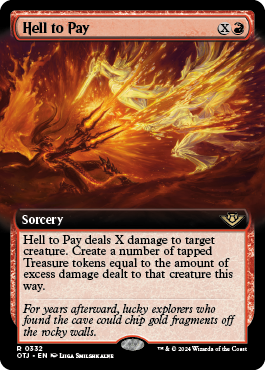 Hell to Pay
X R
Sorcery
Hell to Pay deals X damage to target
creature. Create a number of tapped
Treasure tokens equal to the amount of
excess damage dealt to that creature this
way.
For years afterward, lucky explorers who
found the cave could chip gold fragments off
the rocky walls.
R 0332
OTJ • EN LIIGA SMILSHKALNE
™ & © 2024 Wizards of the Coast